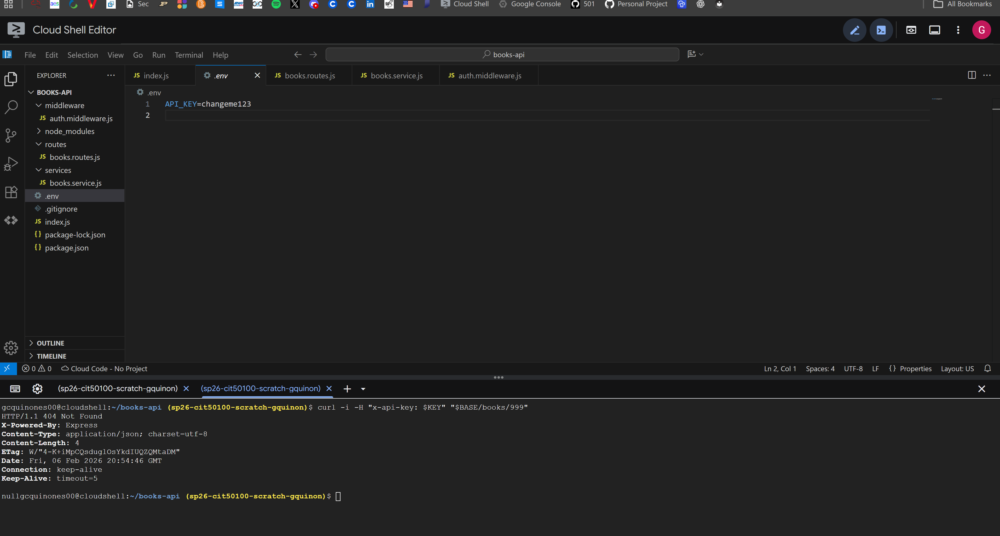 Sec
Cloud Shell
Google Console
501
Personal Project
All Bookmarks
Cloud Shell Editor
G
File Edit Selection View Go Run Terminal Help
books-api
EXPLORER
JS index.js
.env
JS books.routes.js
JS books.service.js
JS auth.middleware.js
BOOKS-API
middleware
JS auth.middleware.js
node_modules
routes
JS books.routes.js
services
JS books.service.js
.env
.gitignore
JS index.js
{} package-lock.json
{} package.json
OUTLINE
TIMELINE
.env
1 API_KEY=changeme123
2
0 0 Cloud Code - No Project
Ln 2, Col 1 Spaces: 4 UTF-8 LF {} Properties Layout: US
(sp26-cit50100-scratch-gquinon) (sp26-cit50100-scratch-gquinon)
gcquinones00@cloudshell:~/books-api (sp26-cit50100-scratch-gquinon)$ curl -i -H "x-api-key: $KEY" "$BASE/books/999"
HTTP/1.1 404 Not Found
X-Powered-By: Express
Content-Type: application/json; charset=utf-8
Content-Length: 4
ETag: W/"4-K+iMpCQsduglOsYkdIUQZQMtaDM"
Date: Fri, 06 Feb 2026 20:54:46 GMT
Connection: keep-alive
Keep-Alive: timeout=5
nullgcquinones00@cloudshell:~/books-api (sp26-cit50100-scratch-gquinon)$